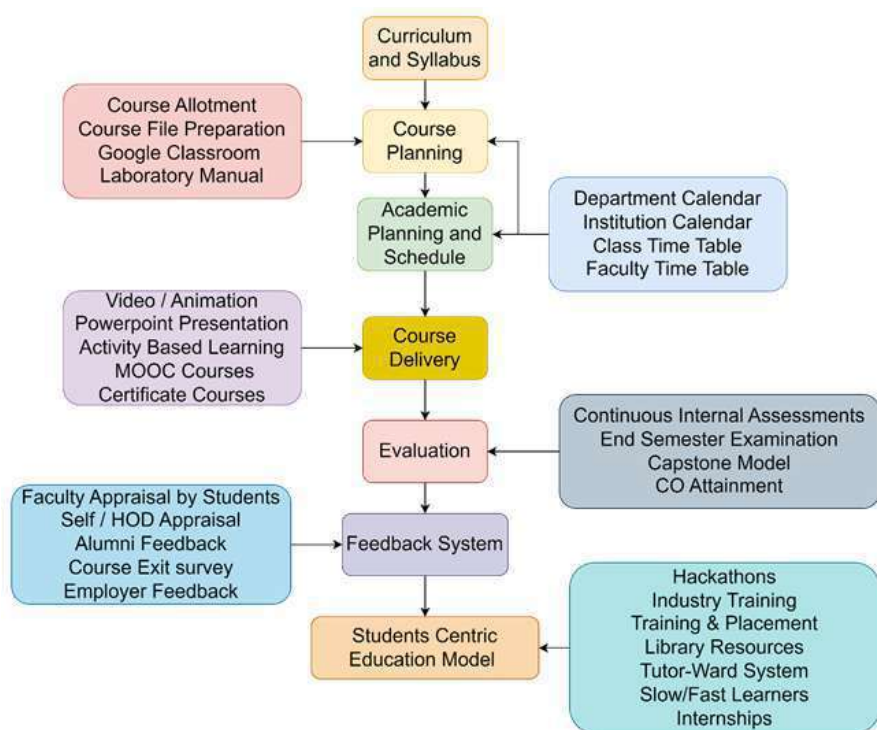 Curriculum
and Syllabus
Course Allotment
Course File Preparation
Google Classroom
Laboratory Manual
Course
Planning
Academic
Planning and
Schedule
Department Calendar
Institution Calendar
Class Time Table
Faculty Time Table
Video / Animation
Powerpoint Presentation
Activity Based Learning
MOOC Courses
Certificate Courses
Course
Delivery
Evaluation
Continuous Internal Assessments
End Semester Examination
Capstone Model
CO Attainment
Faculty Appraisal by Students
Self / HOD Appraisal
Alumni Feedback
Course Exit survey
Employer Feedback
Feedback System
Students Centric
Education Model
Hackathons
Industry Training
Training & Placement
Library Resources
Tutor-Ward System
Slow/Fast Learners
Internships